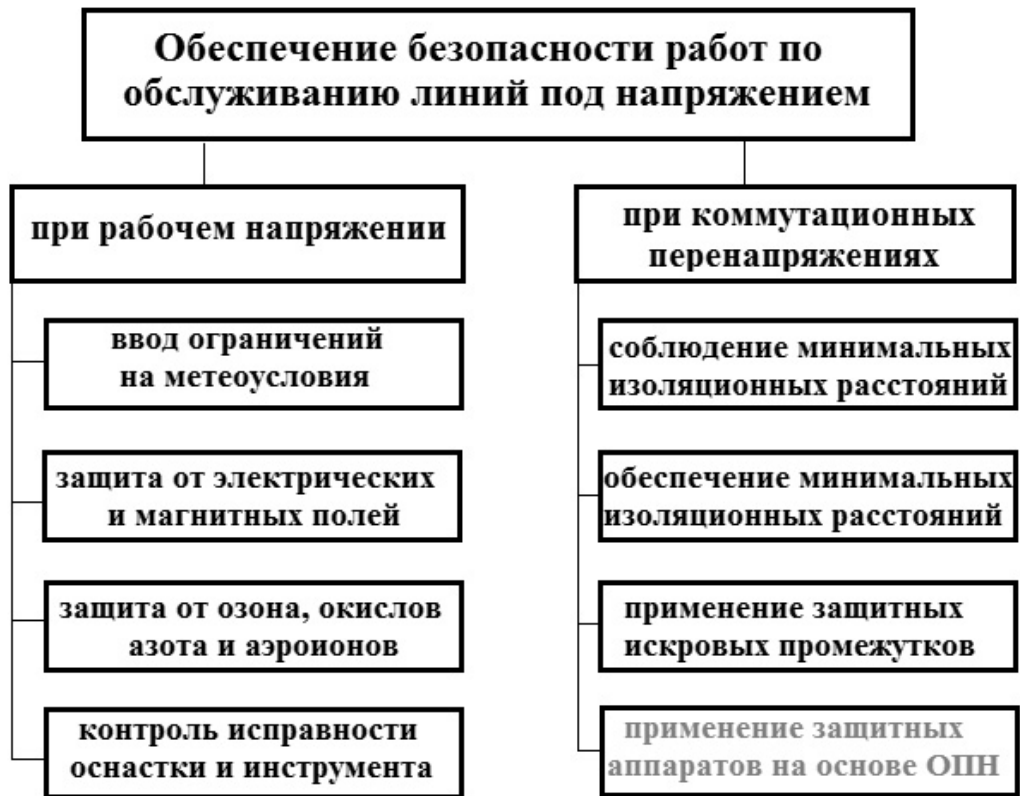 Обеспечение безопасности работ по
обслуживанию линий под напряжением
при рабочем напряжении
ввод ограничений
на метеоусловия
защита от электрических
и магнитных полей
защита от озона, окислов
азота и аэроионов
контроль исправности
оснастки и инструмента
при коммутационных
перенапряжениях
соблюдение минимальных
изоляционных расстояний
обеспечение минимальных
изоляционных расстояний
применение защитных
искровых промежутков
применение защитных
аппаратов на основе ОПН